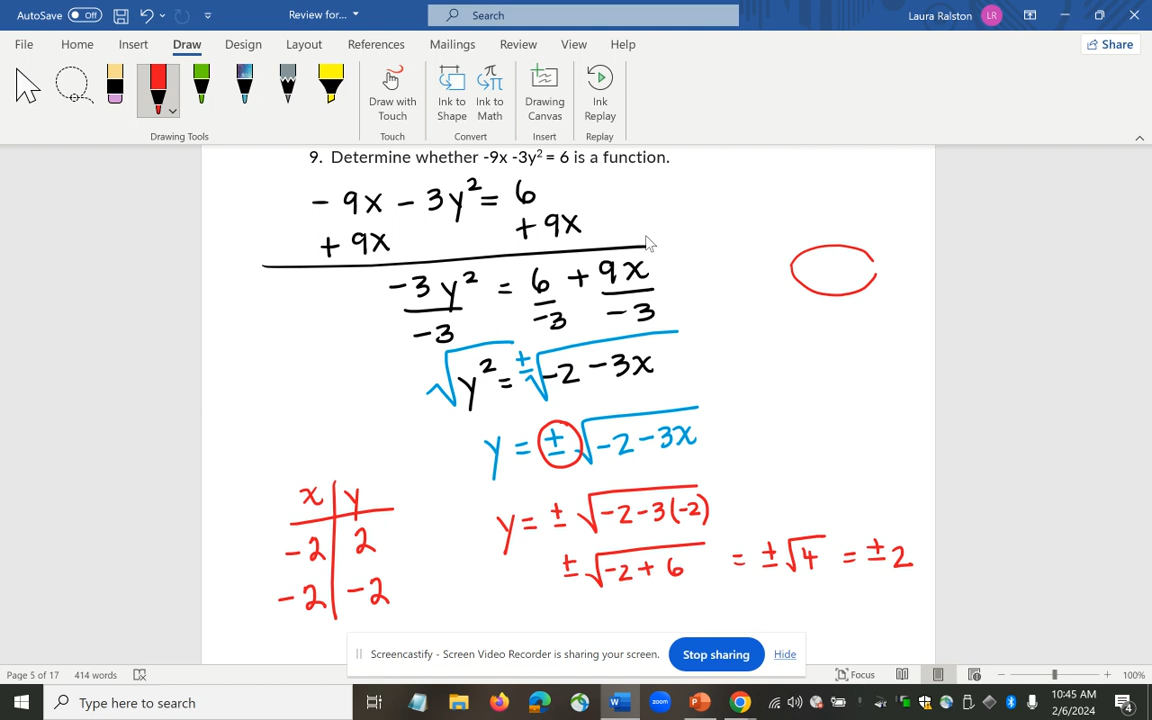 AutoSave Off Review for... Search Laura Ralston LR
File Home Insert Draw Design Layout References Mailings Review View Help Share
Draw with Touch Ink to Shape Ink to Math Drawing Canvas Ink Replay
Drawing Tools Touch Convert Insert Replay
9. Determine whether -9x -3y² = 6 is a function.
- 9x - 3y² = 6
+ 9x + 9x
-3y² = 6 + 9x
-3 -3 -3
√y² = ±√-2 - 3x
y = ±√-2 - 3x
x y
y = ±√-2 - 3(-2)
-2 2
±√-2 + 6 = ±√4 = ±2
-2 -2
Screencastify - Screen Video Recorder is sharing your screen. Stop sharing Hide
Page 5 of 17 414 words Focus 100%
Type here to search 10:45 AM
2/6/2024 4